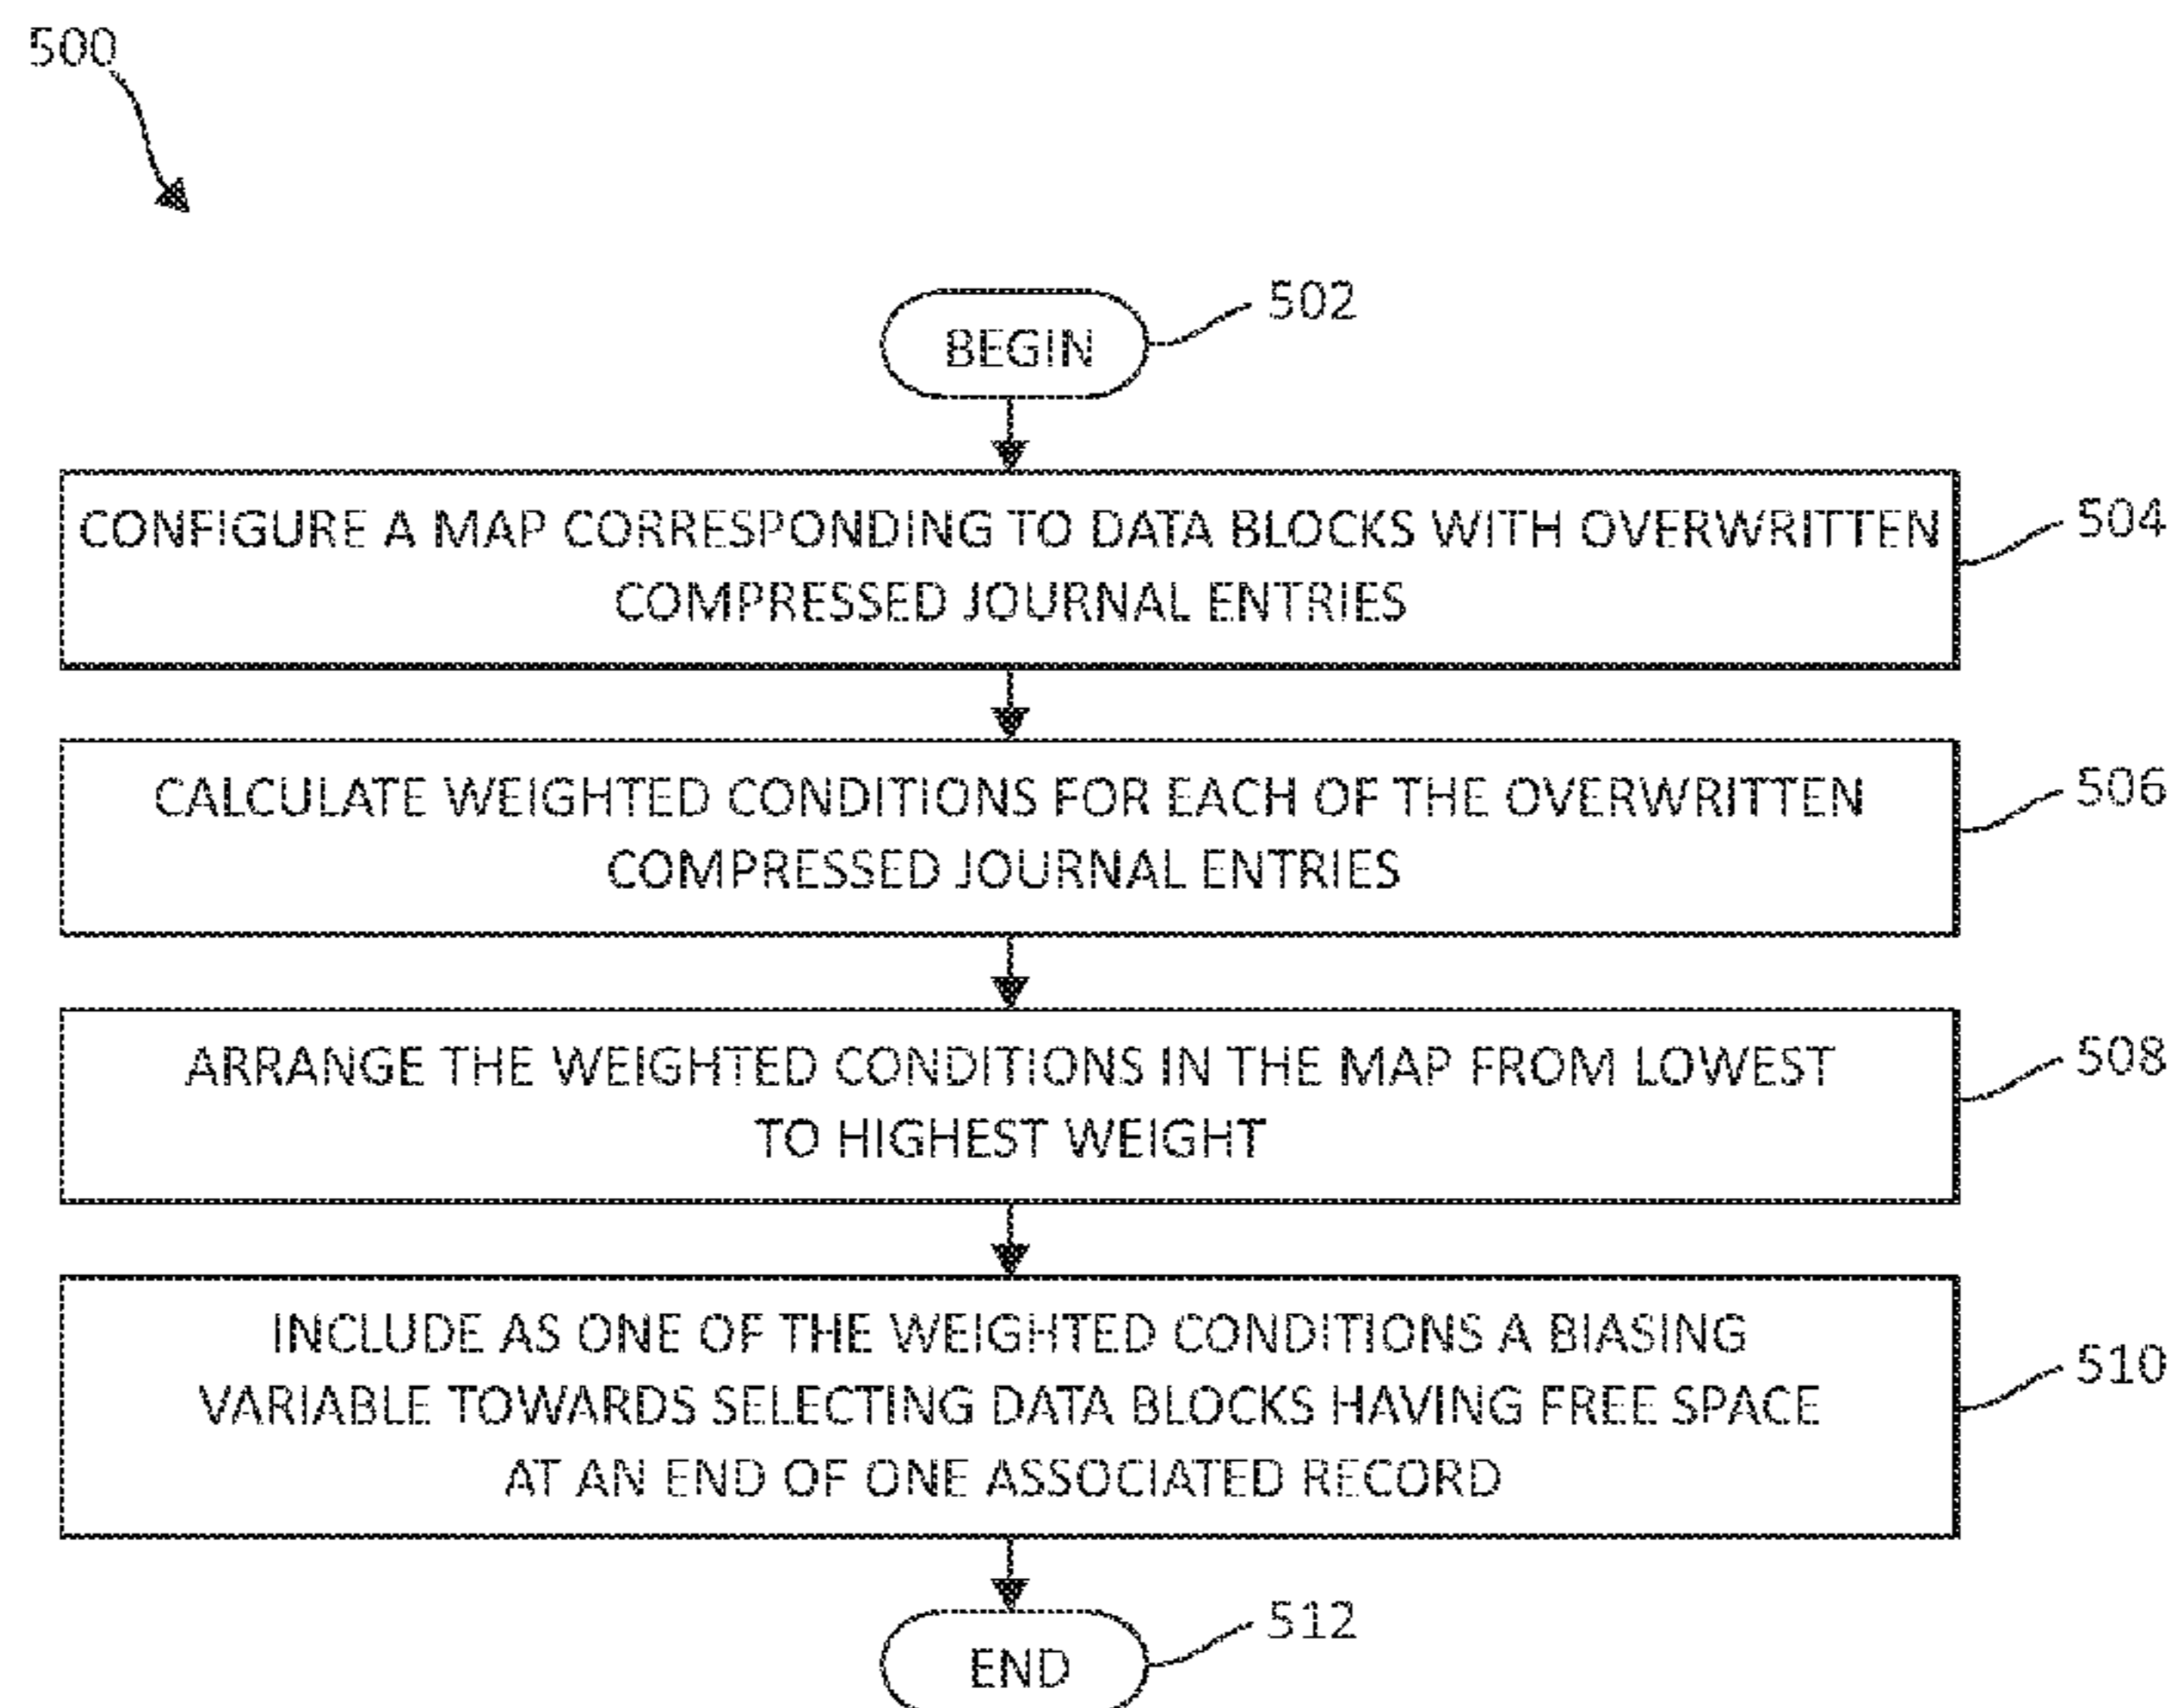 500
BEGIN
502
CONFIGURE A MAP CORRESPONDING TO DATA BLOCKS WITH OVERWRITTEN
COMPRESSED JOURNAL ENTRIES
504
CALCULATE WEIGHTED CONDITIONS FOR EACH OF THE OVERWRITTEN
COMPRESSED JOURNAL ENTRIES
506
ARRANGE THE WEIGHTED CONDITIONS IN THE MAP FROM LOWEST
TO HIGHEST WEIGHT
508
INCLUDE AS ONE OF THE WEIGHTED CONDITIONS A BIASING
VARIABLE TOWARDS SELECTING DATA BLOCKS HAVING FREE SPACE
AT AN END OF ONE ASSOCIATED RECORD
510
END
512